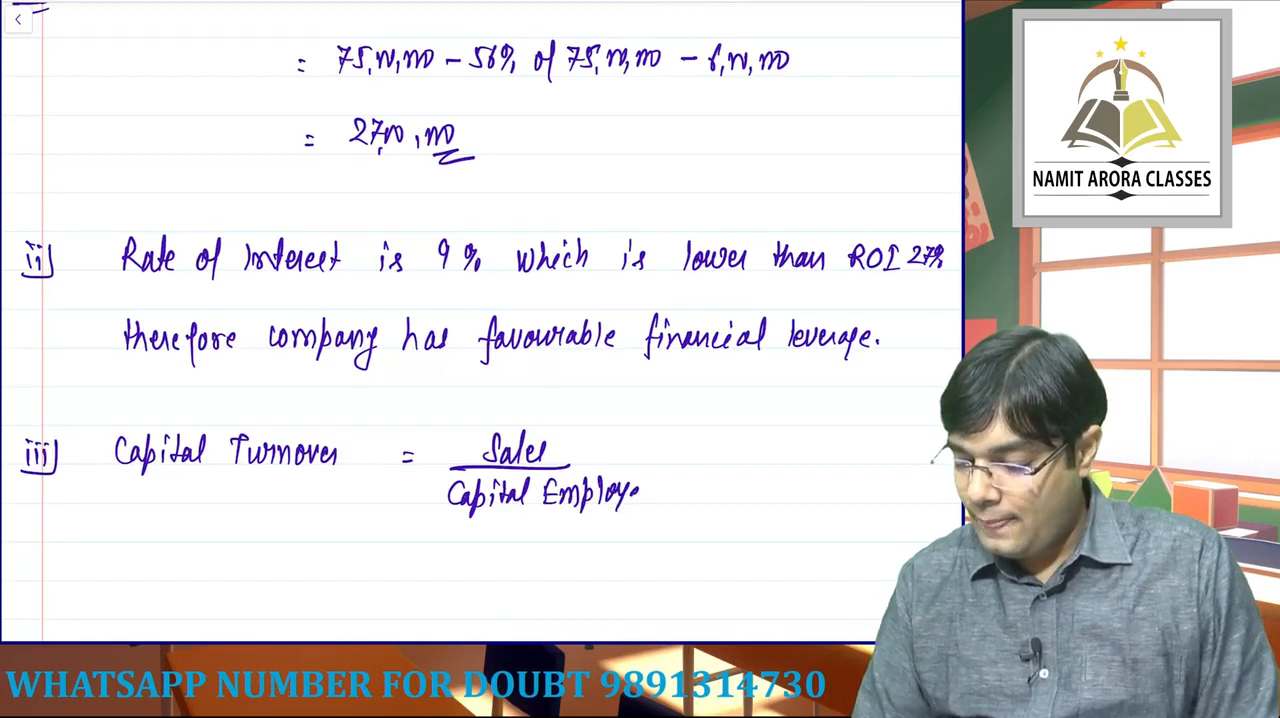 = 75,00,000 - 56% of 75,00,000 - 6,00,000
= 27,00,000
ii] Rate of Interest is 9% which is lower than ROI 27%
therefore company has favourable financial leverage.
iii] Capital Turnover = Sales
Capital Employe
NAMIT ARORA CLASSES
WHATSAPP NUMBER FOR DOUBT 9891314730